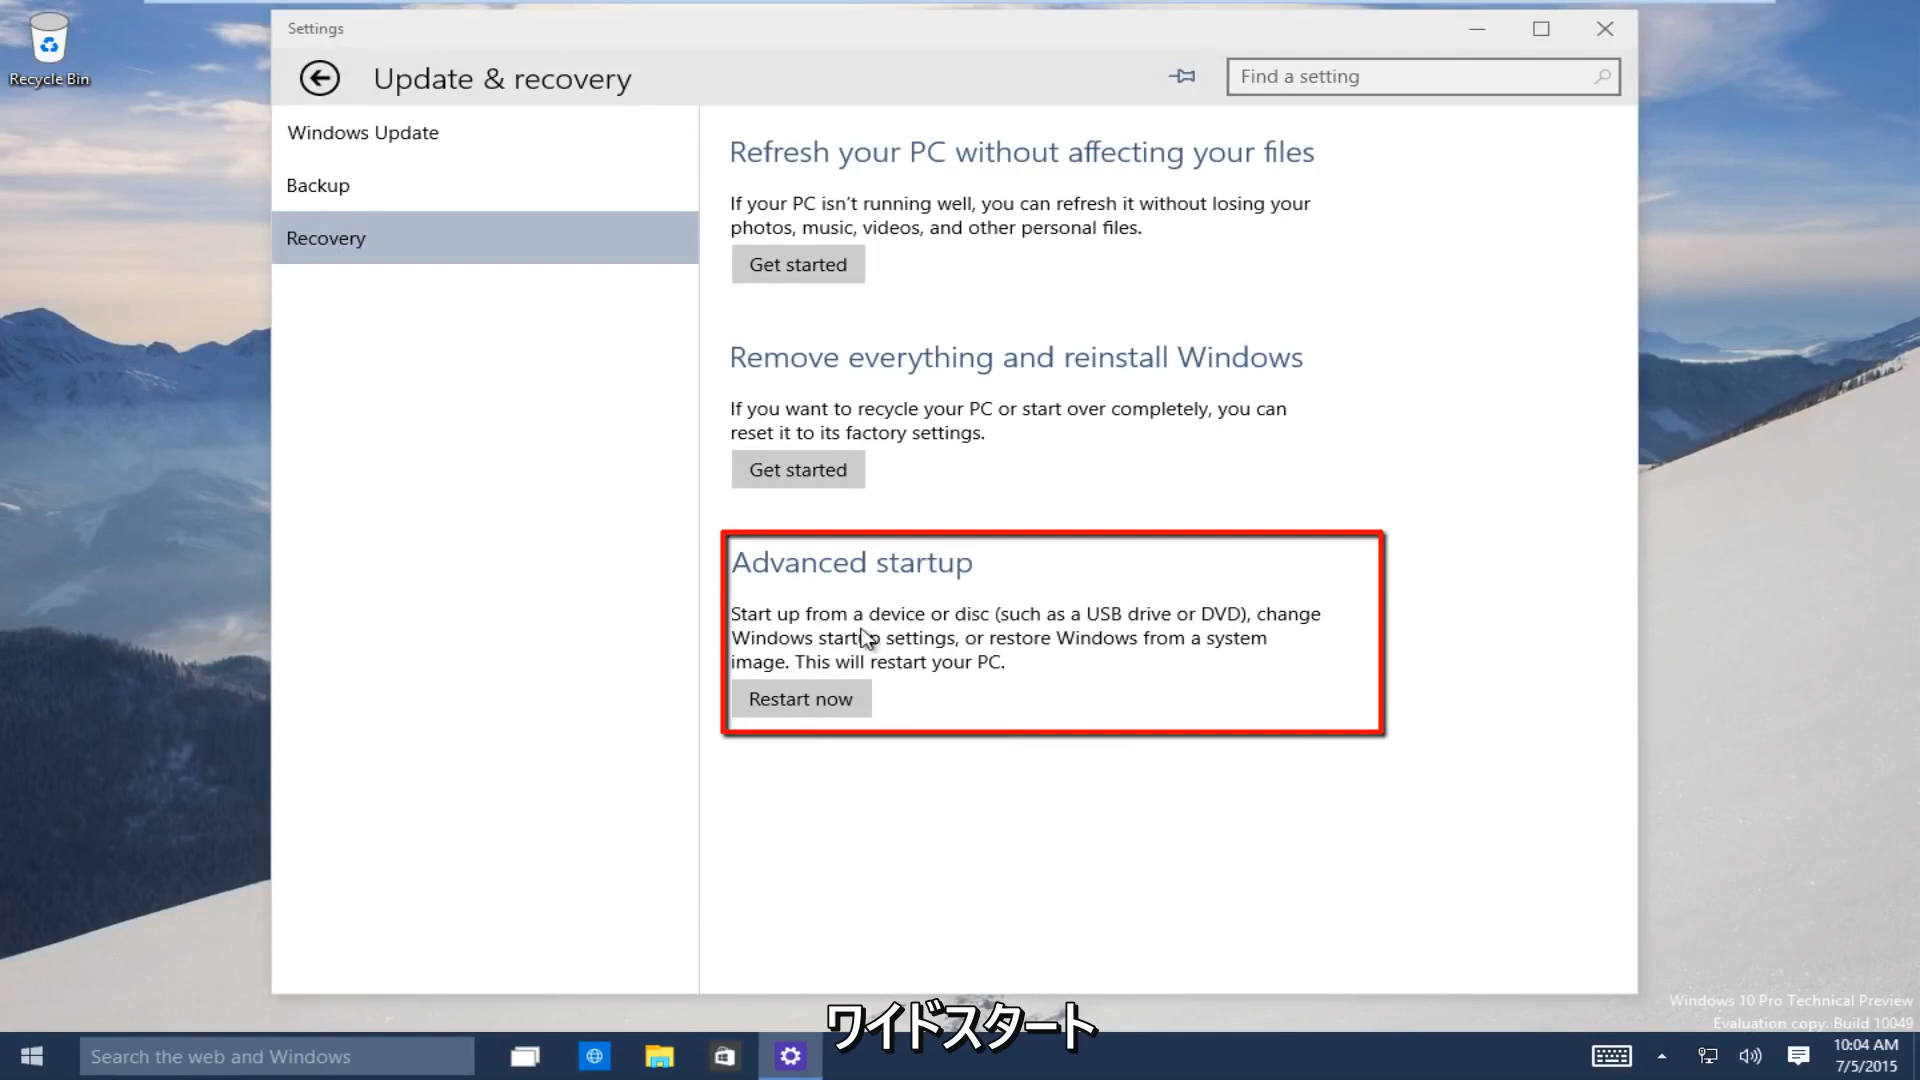 Recycle Bin
Settings
Update & recovery
Find a setting
Windows Update
Backup
Recovery
Refresh your PC without affecting your files
If your PC isn't running well, you can refresh it without losing your
photos, music, videos, and other personal files.
Get started
Remove everything and reinstall Windows
If you want to recycle your PC or start over completely, you can
reset it to its factory settings.
Get started
Advanced startup
Start up from a device or disc (such as a USB drive or DVD), change
Windows startup settings, or restore Windows from a system
image. This will restart your PC.
Restart now
ワイドスタート
Windows 10 Pro Technical Preview
Evaluation copy. Build 10049
Search the web and Windows
10:04 AM
7/5/2015